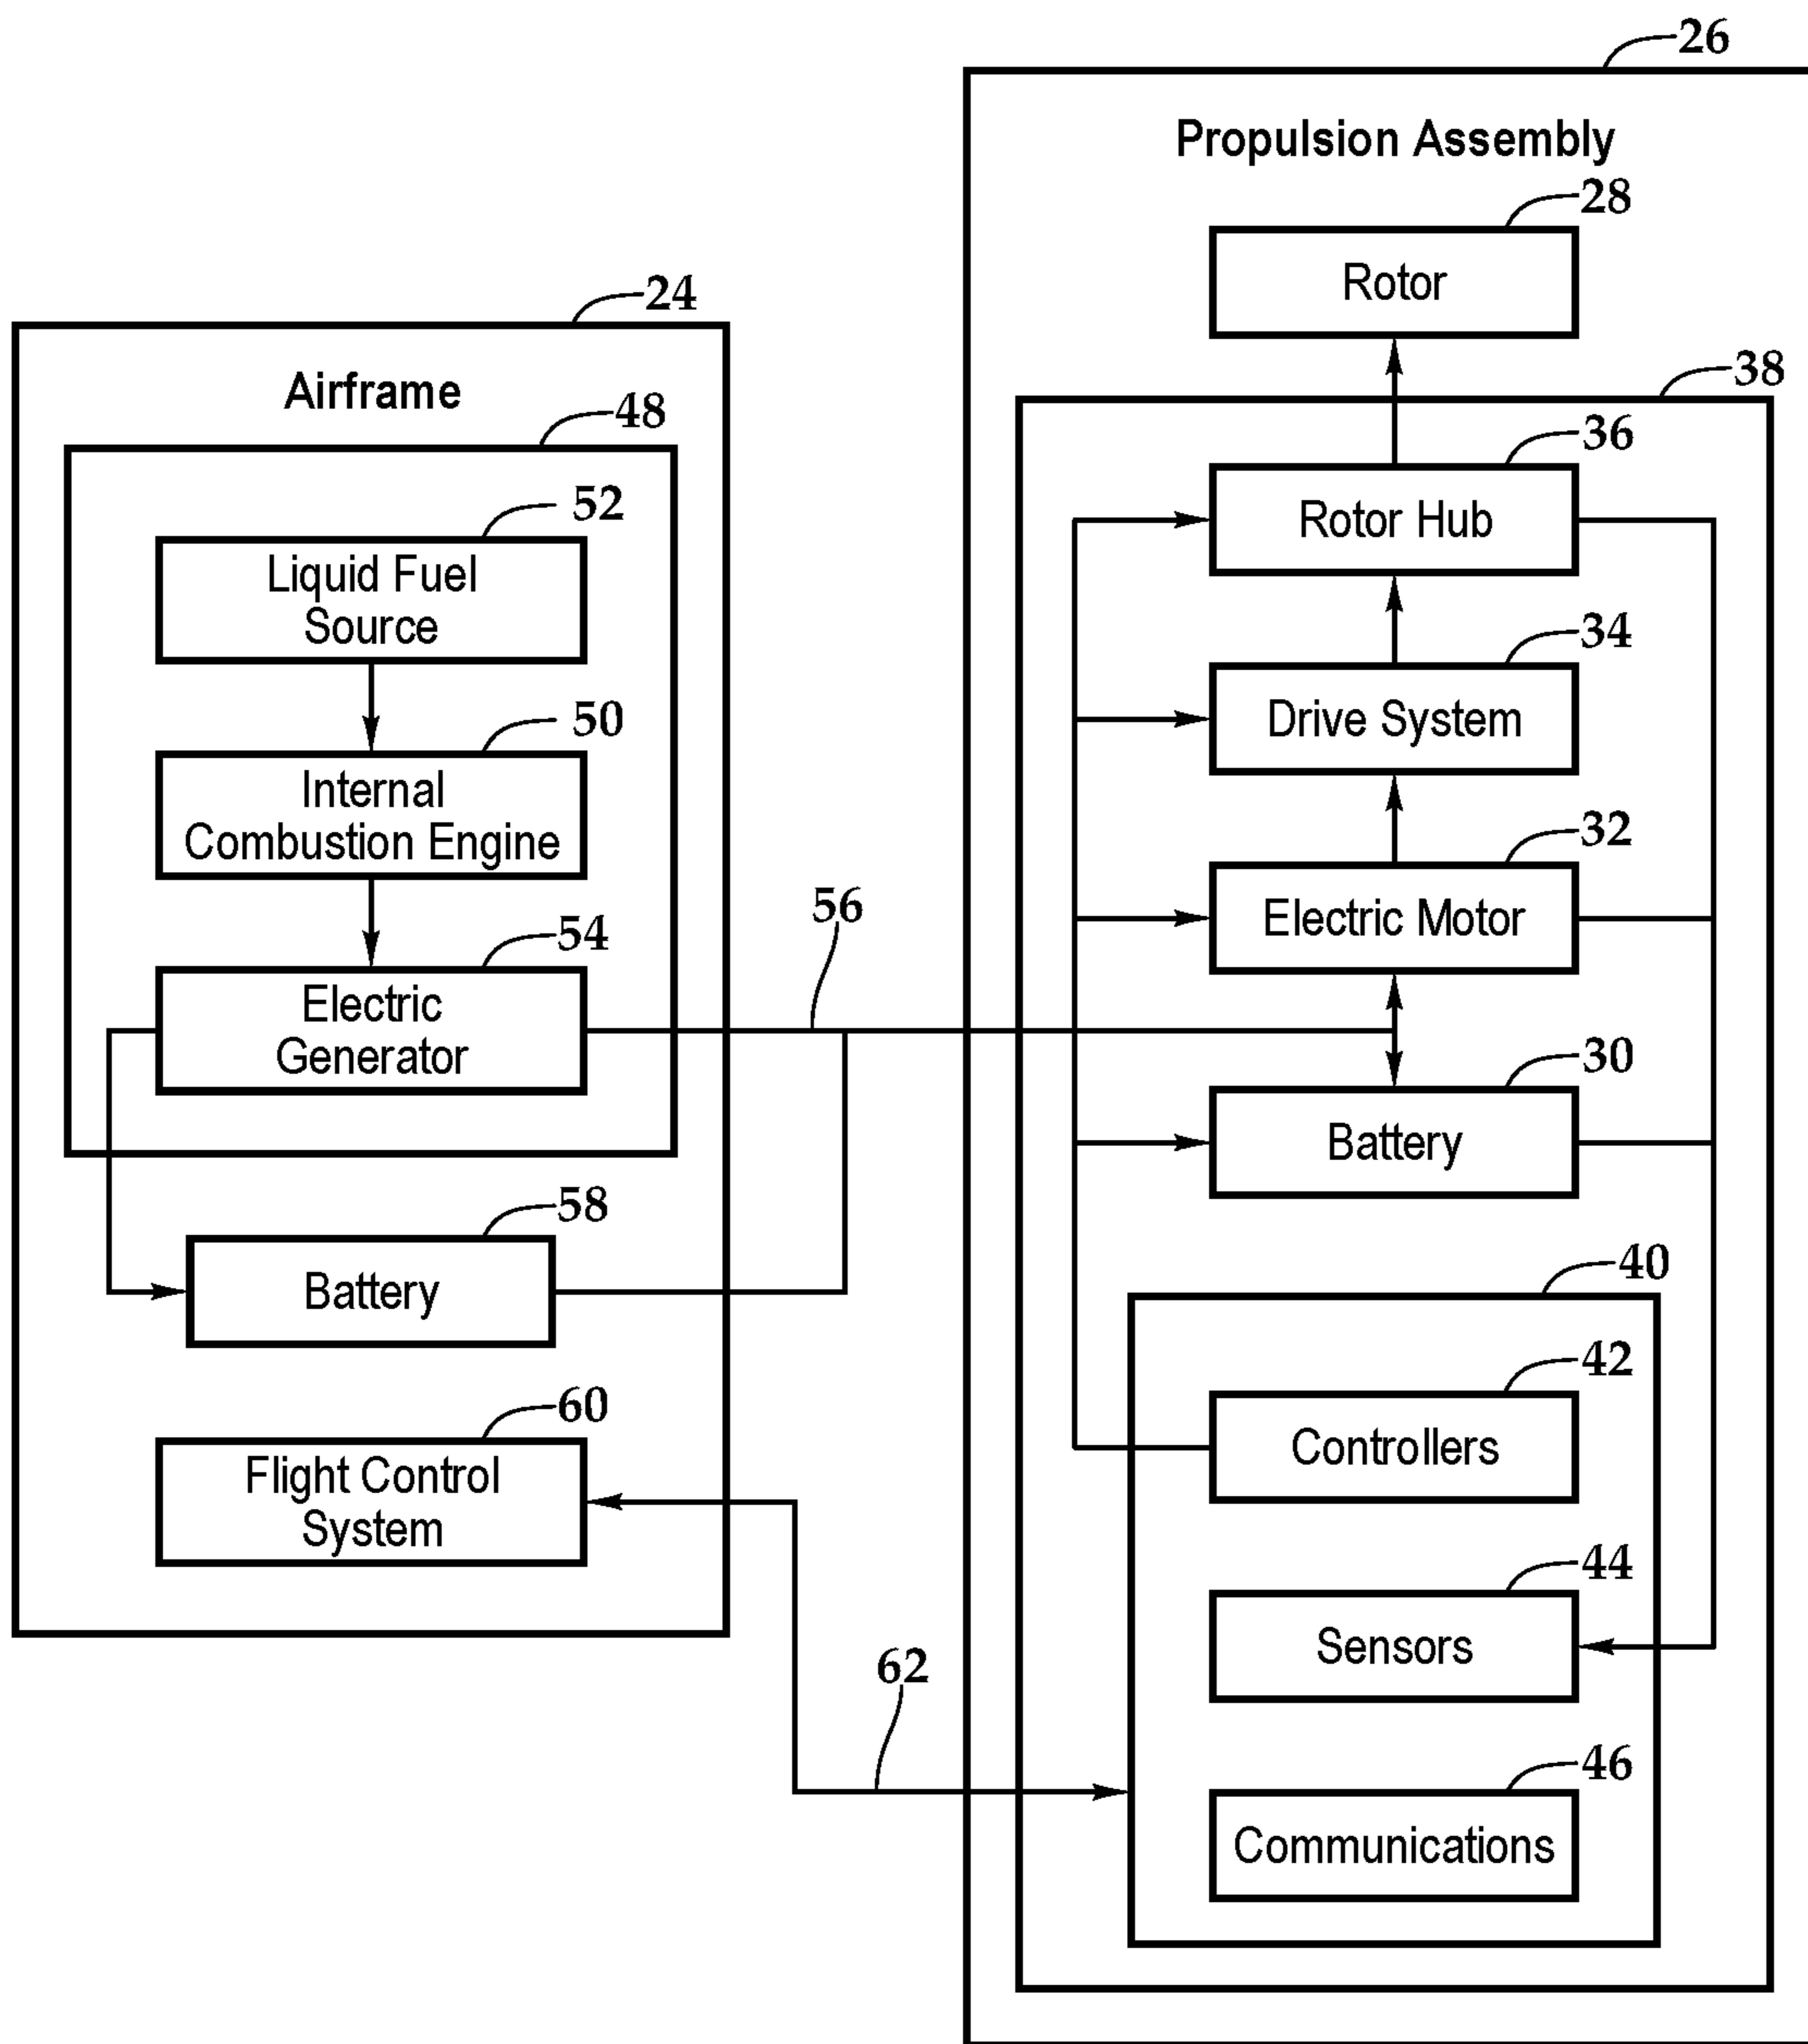 26
Propulsion Assembly
28
Rotor
24
Airframe
38
48
36
Rotor Hub
52
Liquid Fuel
Source
34
Drive System
50
Internal
Combustion Engine
32
Electric Motor
56
54
Electric
Generator
30
Battery
58
Battery
40
42
Controllers
60
Flight Control
System
44
Sensors
62
46
Communications